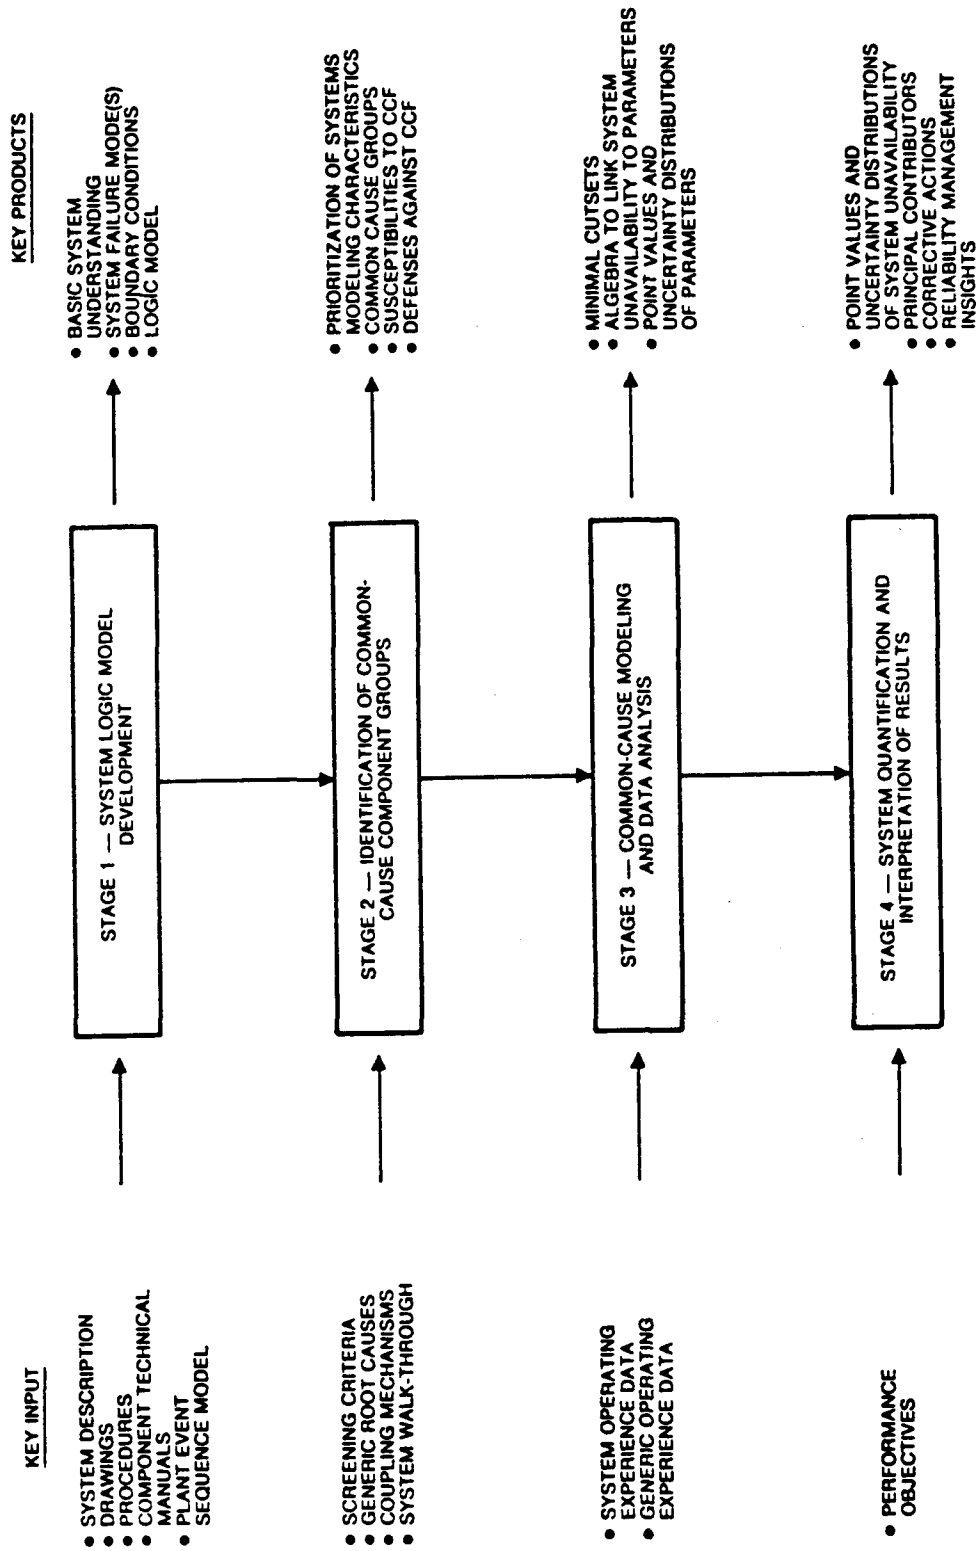 KEY INPUT
● SYSTEM DESCRIPTION
● DRAWINGS
● PROCEDURES
● COMPONENT TECHNICAL
MANUALS
● PLANT EVENT
SEQUENCE MODEL
STAGE 1 — SYSTEM LOGIC MODEL
DEVELOPMENT
KEY PRODUCTS
● BASIC SYSTEM
UNDERSTANDING
● SYSTEM FAILURE MODE(S)
● BOUNDARY CONDITIONS
● LOGIC MODEL
● SCREENING CRITERIA
● GENERIC ROOT CAUSES
● COUPLING MECHANISMS
● SYSTEM WALK-THROUGH
STAGE 2 — IDENTIFICATION OF COMMON-
CAUSE COMPONENT GROUPS
● PRIORITIZATION OF SYSTEMS
MODELING CHARACTERISTICS
● COMMON CAUSE GROUPS
● SUSCEPTIBILITIES TO CCF
● DEFENSES AGAINST CCF
● SYSTEM OPERATING
EXPERIENCE DATA
● GENERIC OPERATING
EXPERIENCE DATA
STAGE 3 — COMMON-CAUSE MODELING
AND DATA ANALYSIS
● MINIMAL CUTSETS
● ALGEBRA TO LINK SYSTEM
UNAVAILABILITY TO PARAMETERS
● POINT VALUES AND
UNCERTAINTY DISTRIBUTIONS
OF PARAMETERS
● PERFORMANCE
OBJECTIVES
STAGE 4 — SYSTEM QUANTIFICATION AND
INTERPRETATION OF RESULTS
● POINT VALUES AND
UNCERTAINTY DISTRIBUTIONS
OF SYSTEM UNAVAILABILITY
● PRINCIPAL CONTRIBUTORS
● CORRECTIVE ACTIONS
● RELIABILITY MANAGEMENT
INSIGHTS